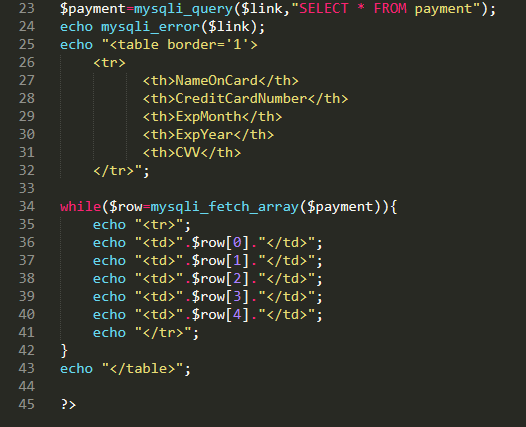 23 $payment=mysqli_query($link,"SELECT * FROM payment");
24 echo mysqli_error($link);
25 echo "<table border='1'>
26 <tr>
27 <th>NameOnCard</th>
28 <th>CreditCardNumber</th>
29 <th>ExpMonth</th>
30 <th>ExpYear</th>
31 <th>CVV</th>
32 </tr>";
33
34 while($row=mysqli_fetch_array($payment)){
35 echo "<tr>";
36 echo "<td>".$row[0]."</td>";
37 echo "<td>".$row[1]."</td>";
38 echo "<td>".$row[2]."</td>";
39 echo "<td>".$row[3]."</td>";
40 echo "<td>".$row[4]."</td>";
41 echo "</tr>";
42 }
43 echo "</table>";
44
45 ?>